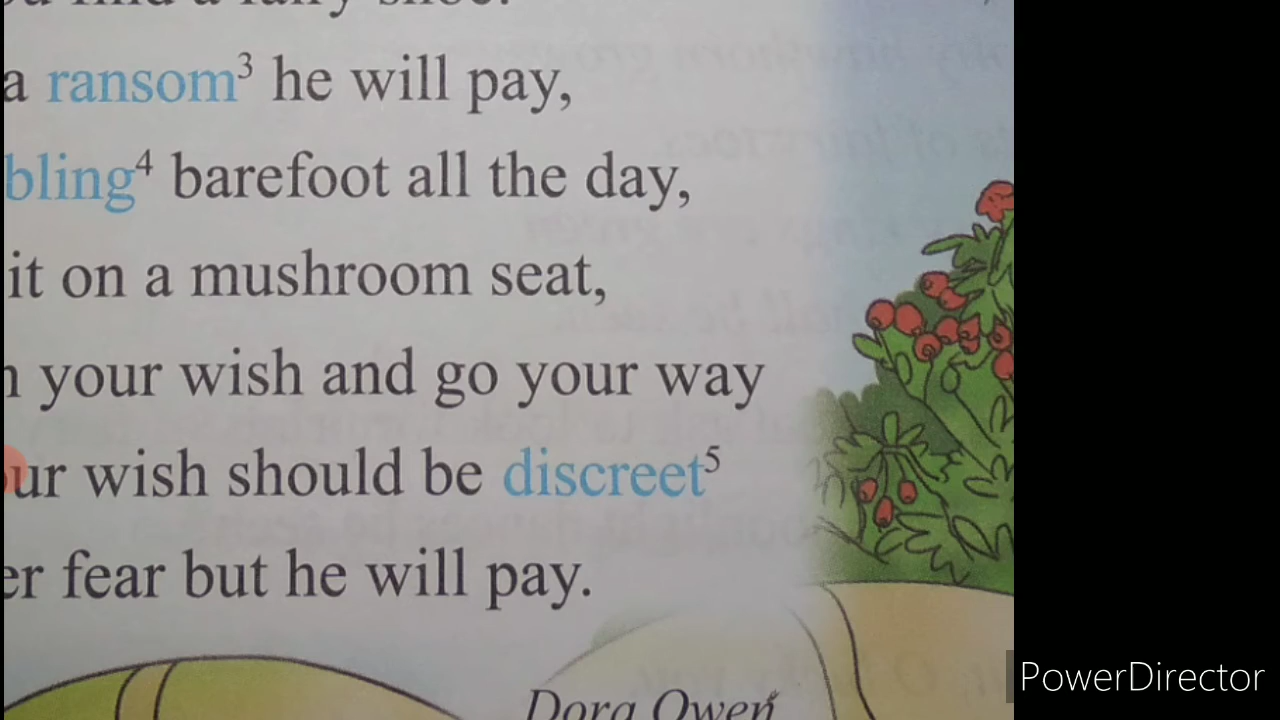 a ransom³ he will pay,
bling⁴ barefoot all the day,
it on a mushroom seat,
your wish and go your way
ur wish should be discreet⁵
er fear but he will pay.
Dora Owen
PowerDirector